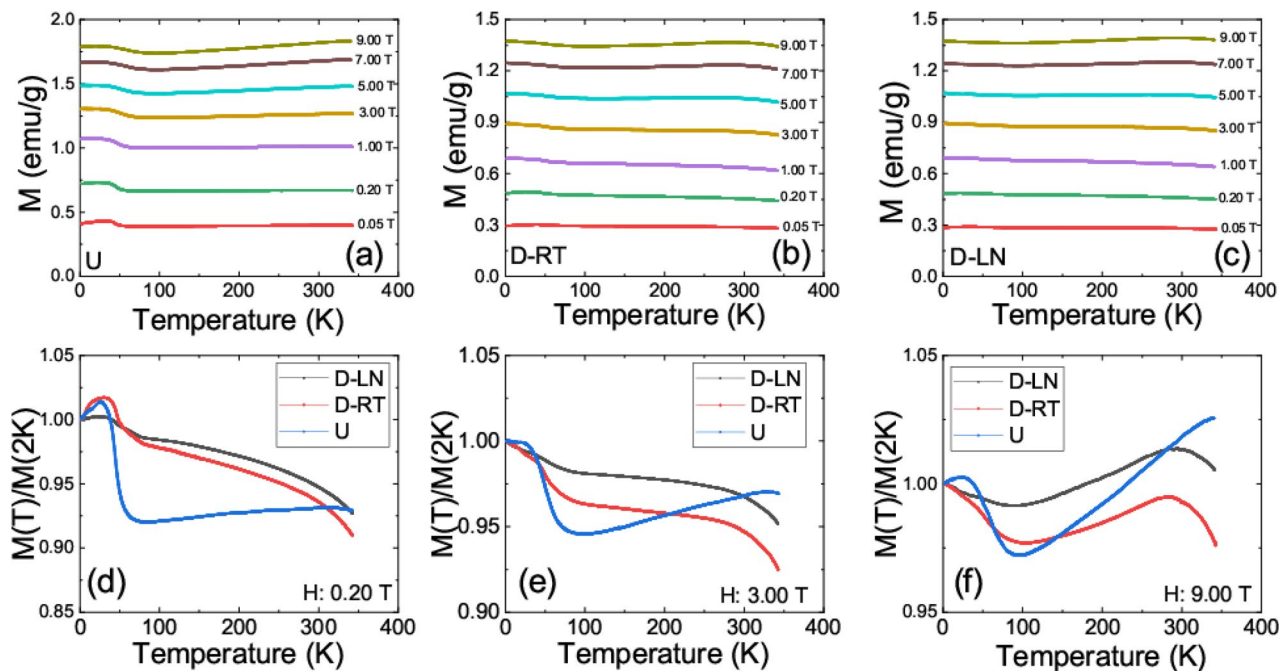 M (emu/g)
2.0
1.5
1.0
0.5
0.0
9.00 T
7.00 T
5.00 T
3.00 T
1.00 T
0.20 T
0.05 T
U
(a)
0 100 200 300 400
Temperature (K)
M (emu/g)
1.5
1.2
0.9
0.6
0.3
0.0
9.00 T
7.00 T
5.00 T
3.00 T
1.00 T
0.20 T
0.05 T
D-RT
(b)
0 100 200 300 400
Temperature (K)
M (emu/g)
1.5
1.2
0.9
0.6
0.3
0.0
9.00 T
7.00 T
5.00 T
3.00 T
1.00 T
0.20 T
0.05 T
D-LN
(c)
0 100 200 300 400
Temperature (K)
M(T)/M(2K)
1.05
1.00
0.95
0.90
0.85
D-LN
D-RT
U
(d)
H: 0.20 T
0 100 200 300 400
Temperature (K)
M(T)/M(2K)
1.05
1.00
0.95
0.90
D-LN
D-RT
U
(e)
H: 3.00 T
0 100 200 300 400
Temperature (K)
M(T)/M(2K)
1.05
1.00
0.95
D-LN
D-RT
U
(f)
H: 9.00 T
0 100 200 300 400
Temperature (K)